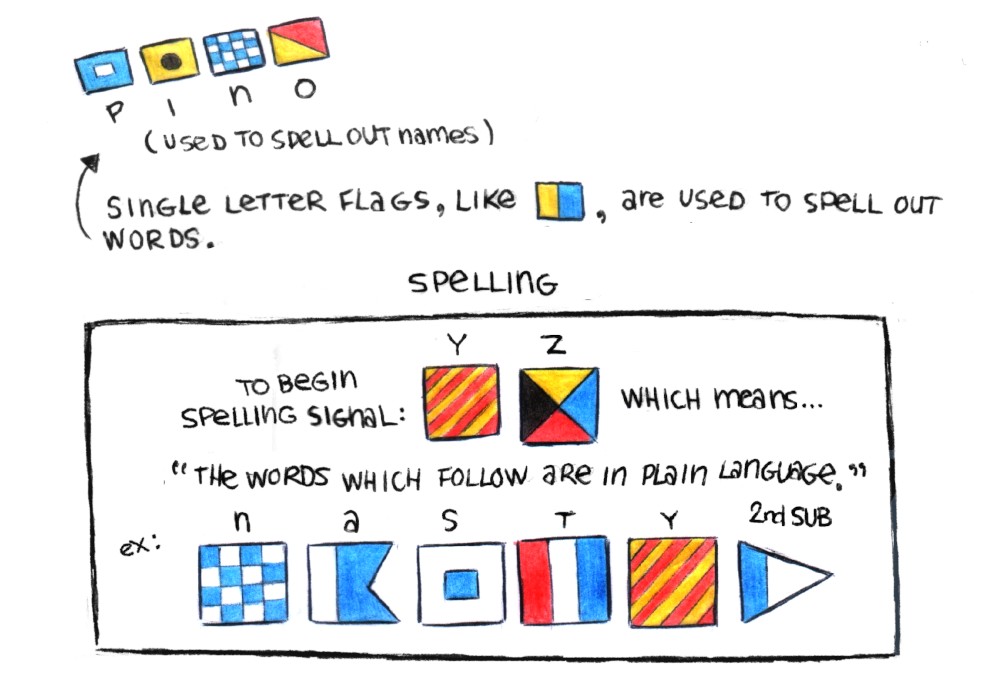 P I n O
(USED TO SPELL OUT names)
SINGLE LETTER FLAGS, LIKE , are USED TO SPELL OUT
WORDS.
SPELLING
Y Z
TO BEGIN
SPELLING SIGNAL:
WHICH means...
"THE WORDS WHICH FOLLOW are in PLain Language."
ex:
n a S T Y 2nd SUB